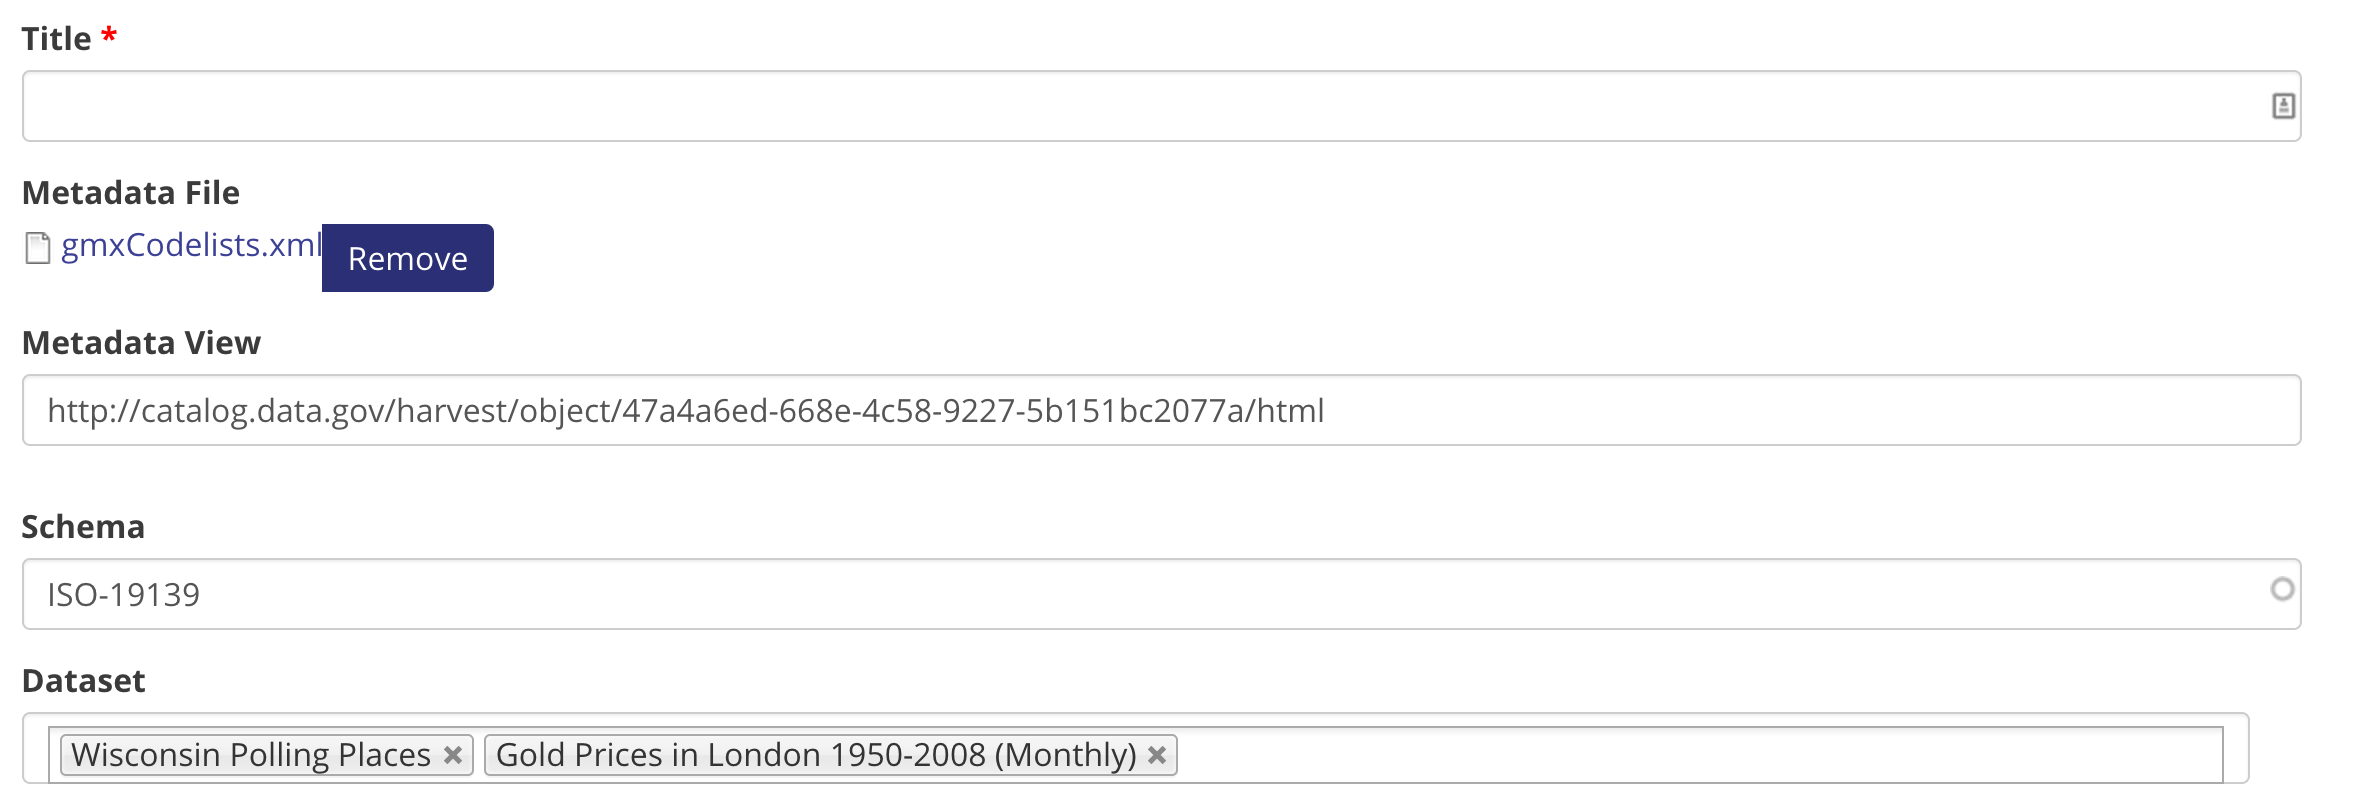 Title *
Metadata File
gmxCodelists.xml Remove
Metadata View
http://catalog.data.gov/harvest/object/47a4a6ed-668e-4c58-9227-5b151bc2077a/html
Schema
ISO-19139
Dataset
Wisconsin Polling Places × Gold Prices in London 1950-2008 (Monthly) ×